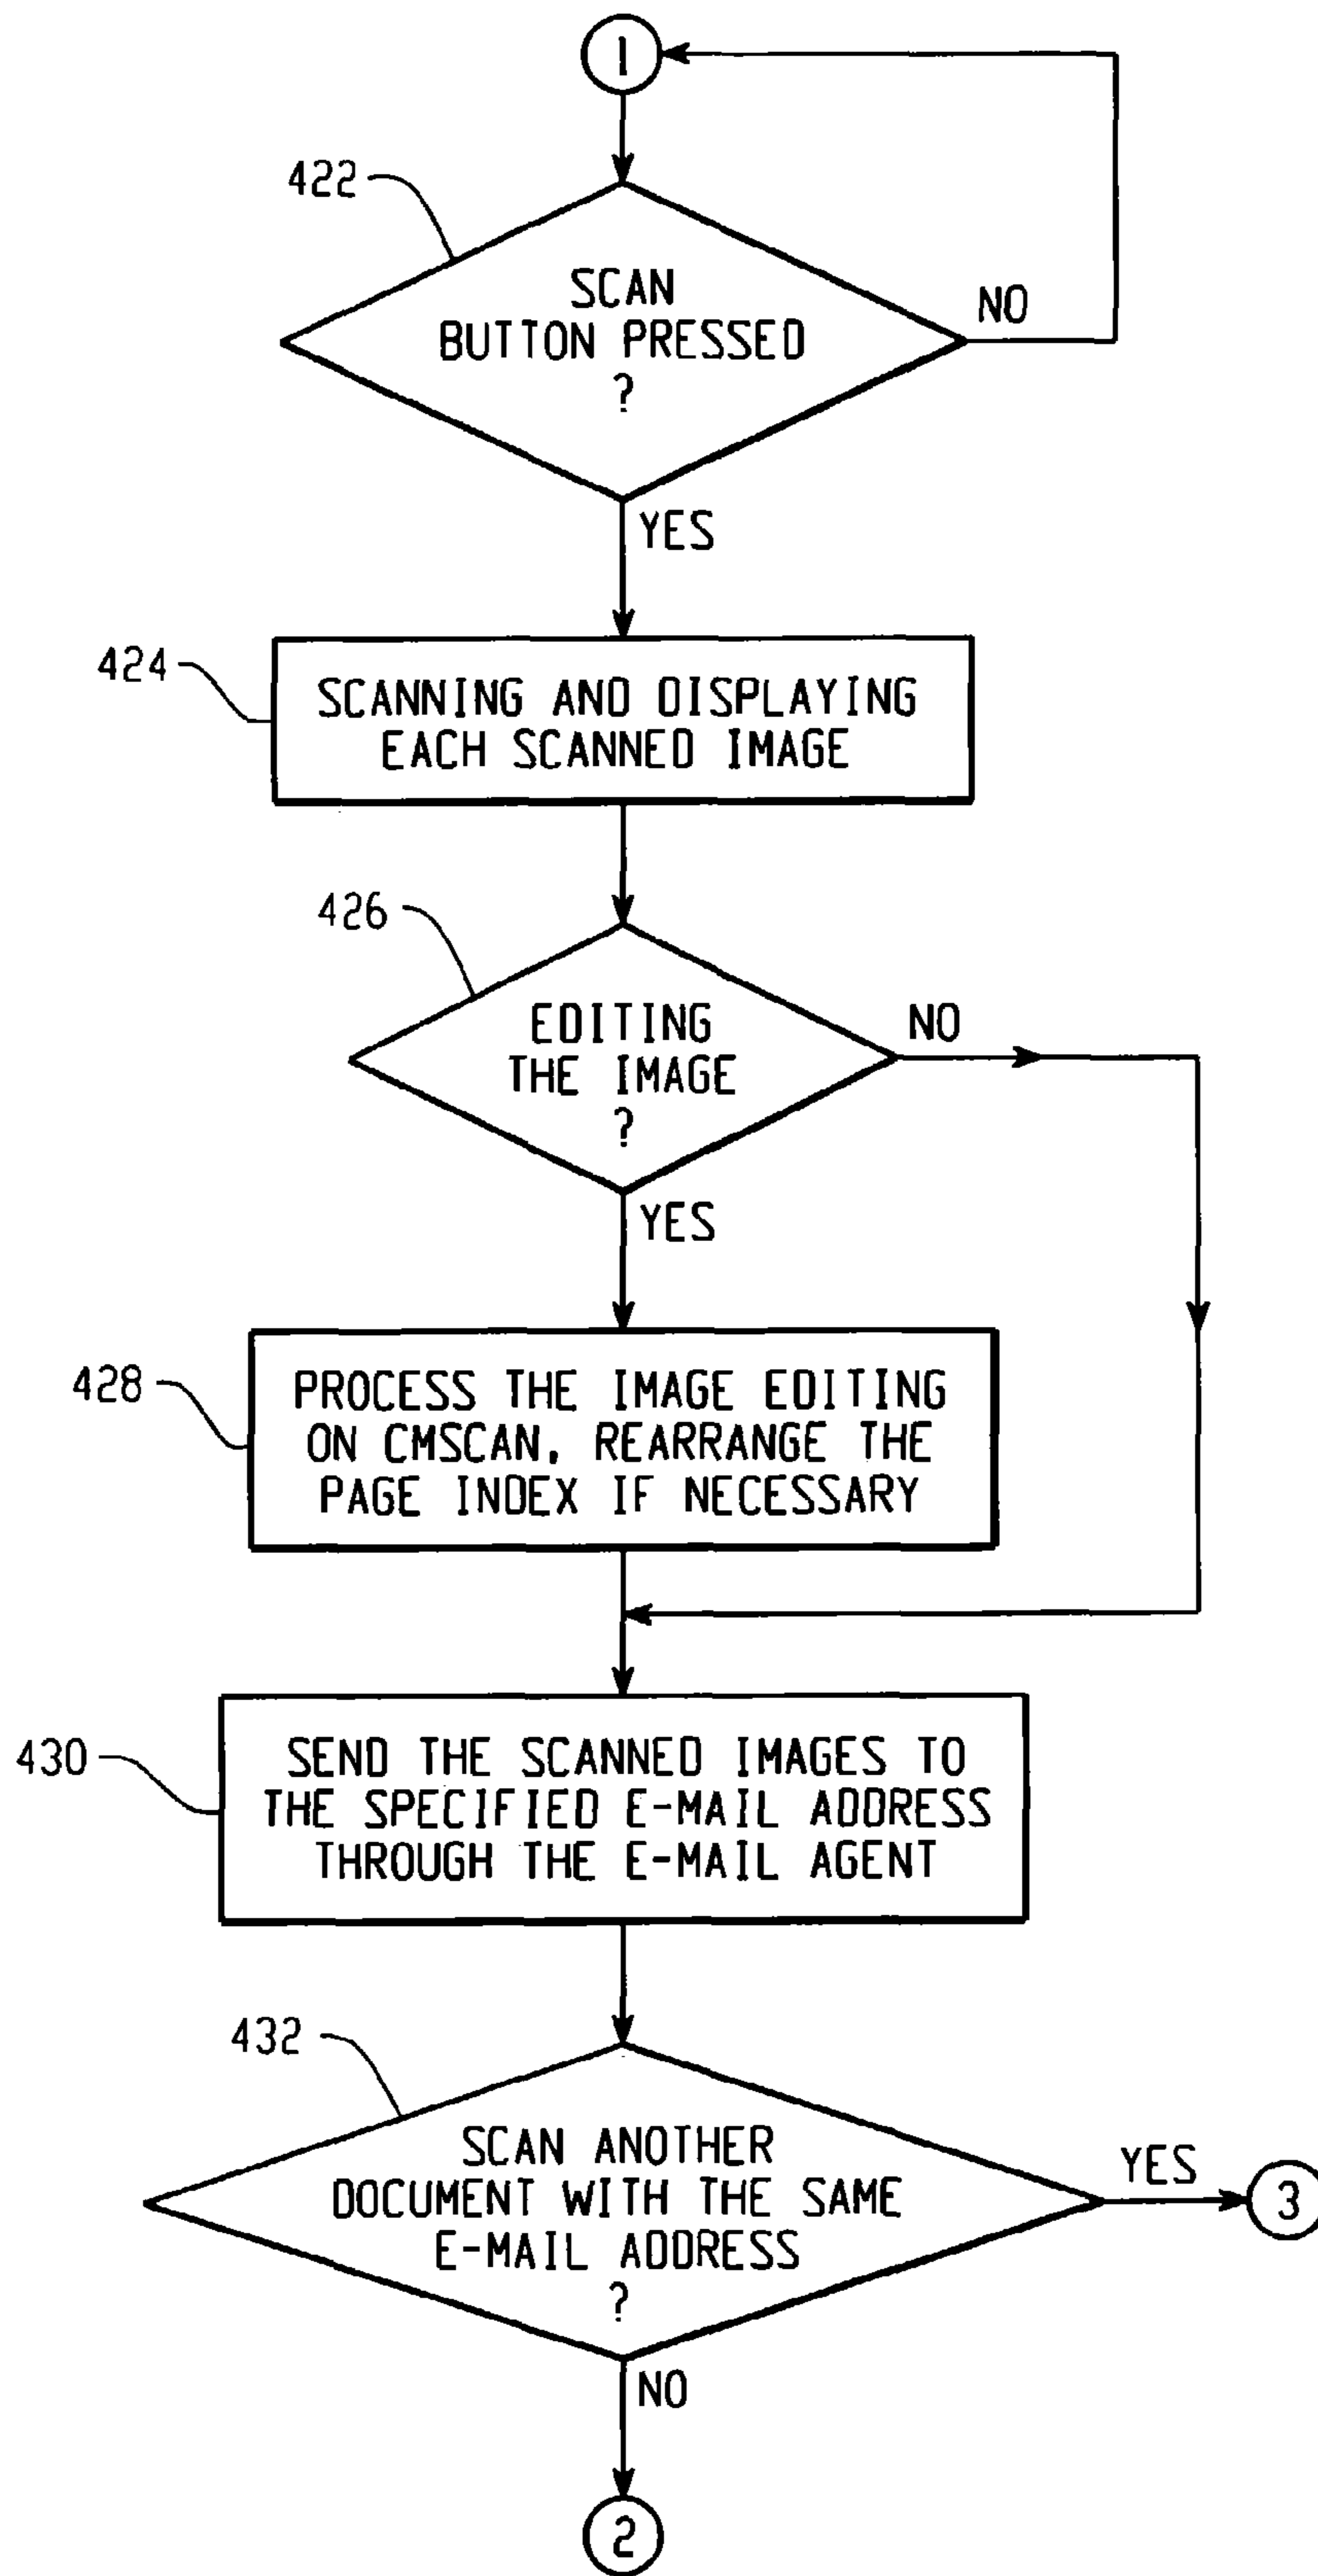 1
422
SCAN
BUTTON PRESSED
?
NO
YES
424
SCANNING AND DISPLAYING
EACH SCANNED IMAGE
426
EDITING
THE IMAGE
?
NO
YES
428
PROCESS THE IMAGE EDITING
ON CMSCAN, REARRANGE THE
PAGE INDEX IF NECESSARY
430
SEND THE SCANNED IMAGES TO
THE SPECIFIED E-MAIL ADDRESS
THROUGH THE E-MAIL AGENT
432
SCAN ANOTHER
DOCUMENT WITH THE SAME
E-MAIL ADDRESS
?
YES
3
NO
2